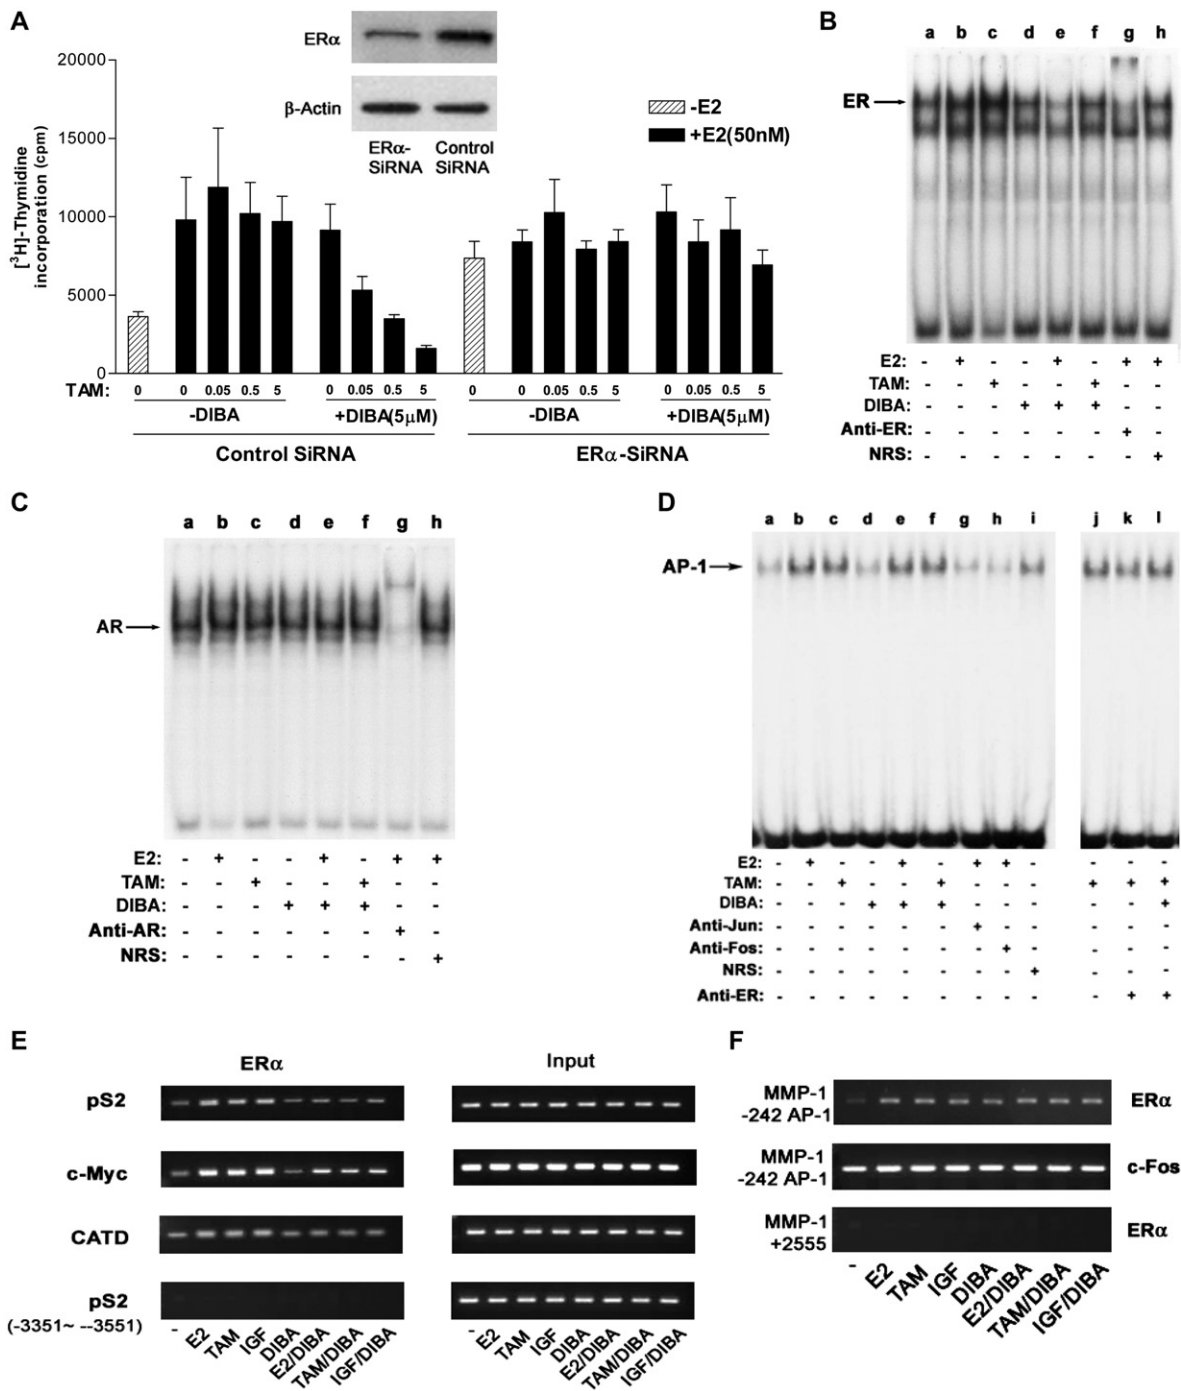 A
ERα
β-Actin
ERα-
SiRNA
Control
SiRNA
-E2
+E2(50nM)
[³H]-Thymidine
incorporation (cpm)
20000
15000
10000
5000
0
TAM: 0 0 0.05 0.5 5 0 0.05 0.5 5 0 0 0.05 0.5 5 0 0.05 0.5 5
-DIBA +DIBA(5μM) -DIBA +DIBA(5μM)
Control SiRNA ERα-SiRNA
B
a b c d e f g h
ER
E2: - + - - + - + +
TAM: - - + - - + - -
DIBA: - - - + + + - -
Anti-ER: - - - - - - + -
NRS: - - - - - - - +
C
a b c d e f g h
AR
E2: - + - - + - + +
TAM: - - + - - + - -
DIBA: - - - + + + - -
Anti-AR: - - - - - - + -
NRS: - - - - - - - +
D
a b c d e f g h i j k l
AP-1
E2: - + - - + - + + - - - -
TAM: - - + - - + - - - + + +
DIBA: - - - + + + - - - - - +
Anti-Jun: - - - - - - + - - - - -
Anti-Fos: - - - - - - - + - - - -
NRS: - - - - - - - - + - - -
Anti-ER: - - - - - - - - - - + +
E
ERα Input
pS2
c-Myc
CATD
pS2
(-3351~ --3551)
- E2 TAM IGF DIBA E2/DIBA TAM/DIBA IGF/DIBA
- E2 TAM IGF DIBA E2/DIBA TAM/DIBA IGF/DIBA
F
MMP-1
-242 AP-1
ERα
MMP-1
-242 AP-1
c-Fos
MMP-1
+2555
ERα
- E2 TAM IGF DIBA E2/DIBA TAM/DIBA IGF/DIBA